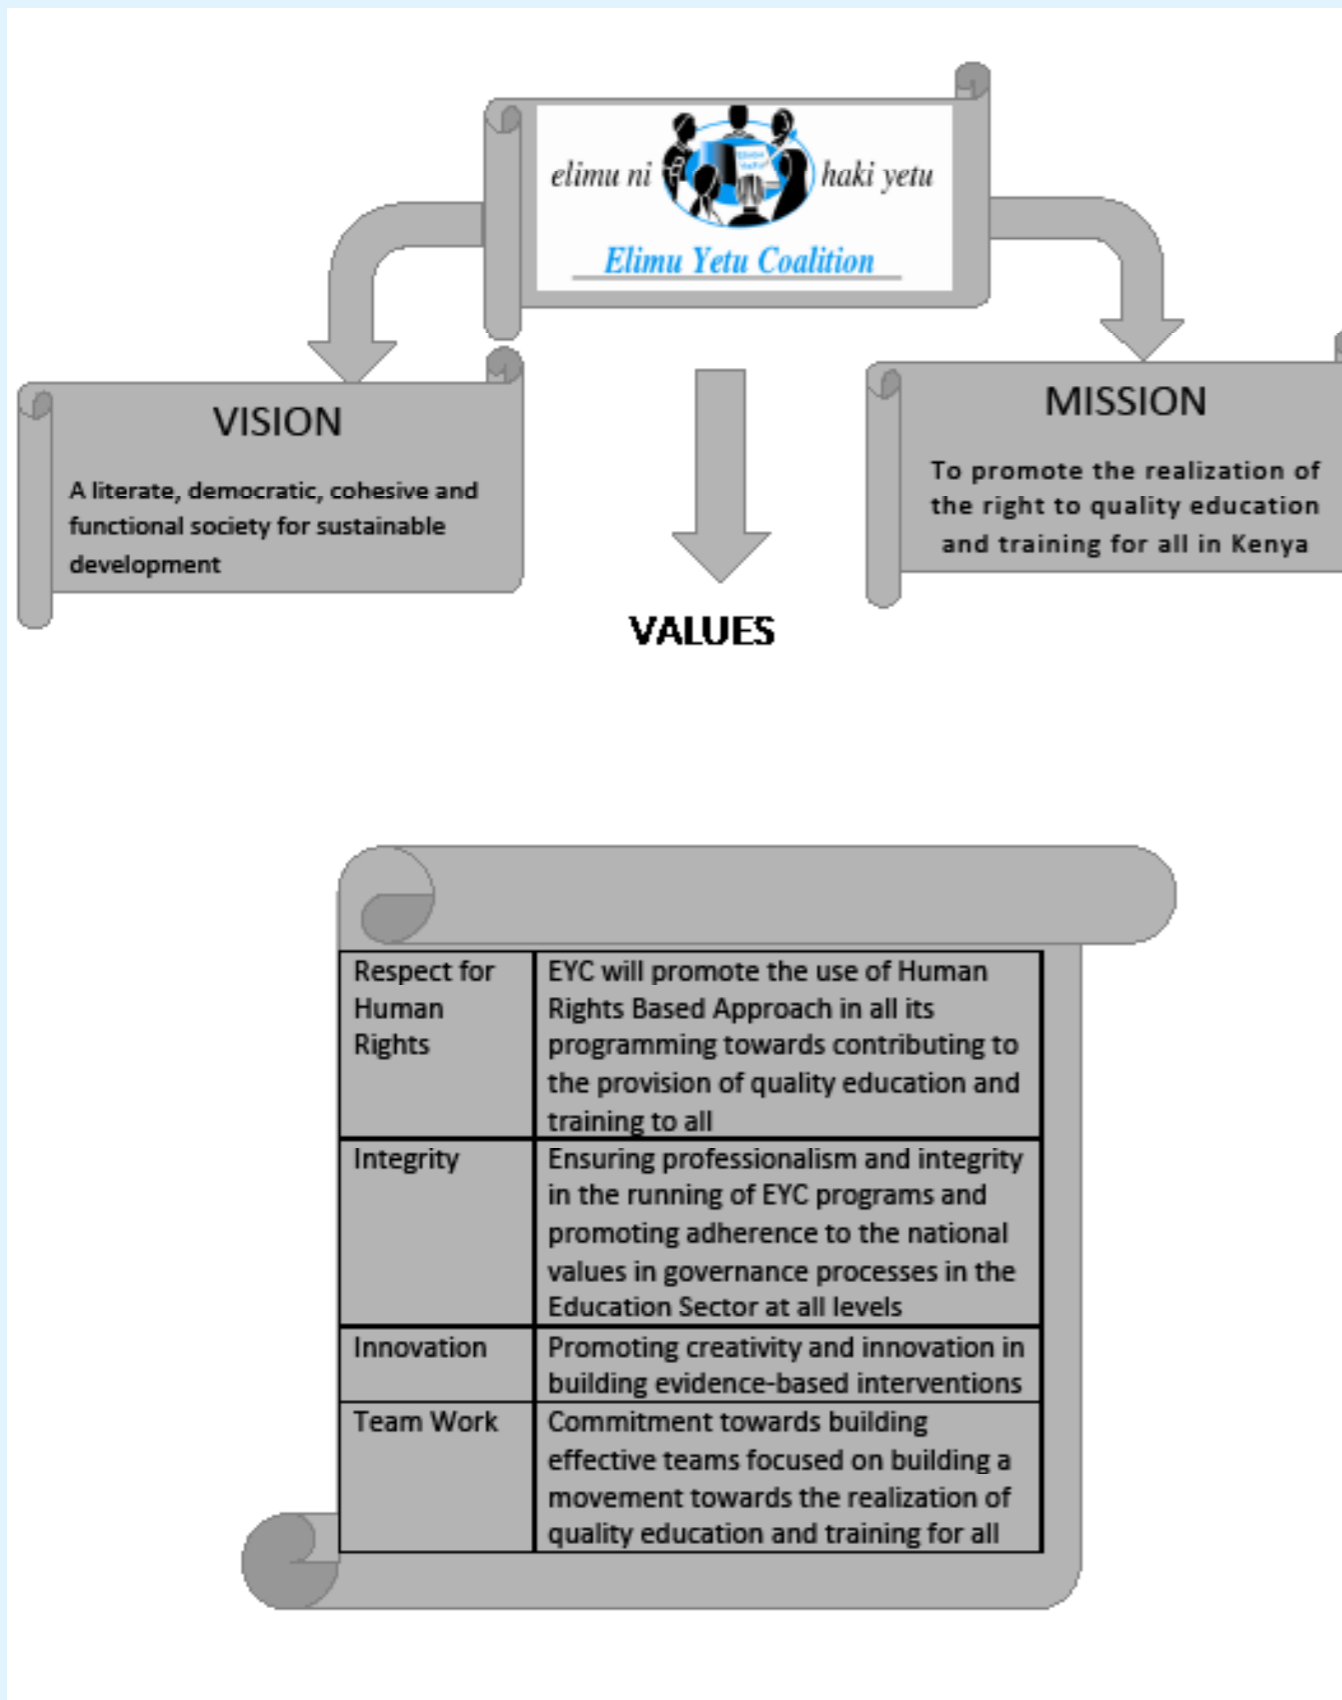 elimu ni haki yetu
Elimu Yetu Coalition
VISION
A literate, democratic, cohesive and
functional society for sustainable
development
MISSION
To promote the realization of
the right to quality education
and training for all in Kenya
VALUES
Respect for
Human
Rights
EYC will promote the use of Human
Rights Based Approach in all its
programming towards contributing to
the provision of quality education and
training to all
Integrity
Ensuring professionalism and integrity
in the running of EYC programs and
promoting adherence to the national
values in governance processes in the
Education Sector at all levels
Innovation
Promoting creativity and innovation in
building evidence-based interventions
Team Work
Commitment towards building
effective teams focused on building a
movement towards the realization of
quality education and training for all